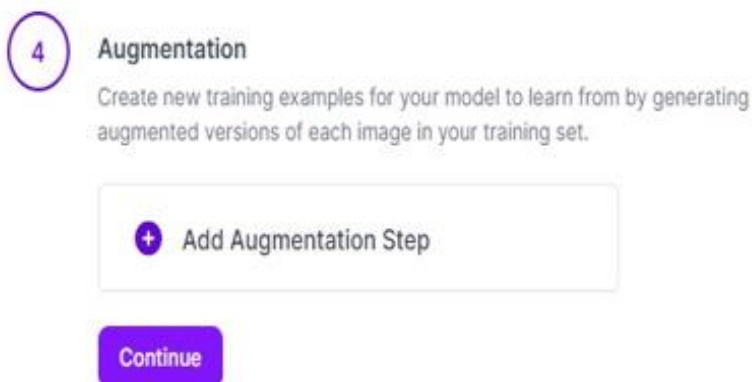 4
Augmentation
Create new training examples for your model to learn from by generating
augmented versions of each image in your training set.
+ Add Augmentation Step
Continue